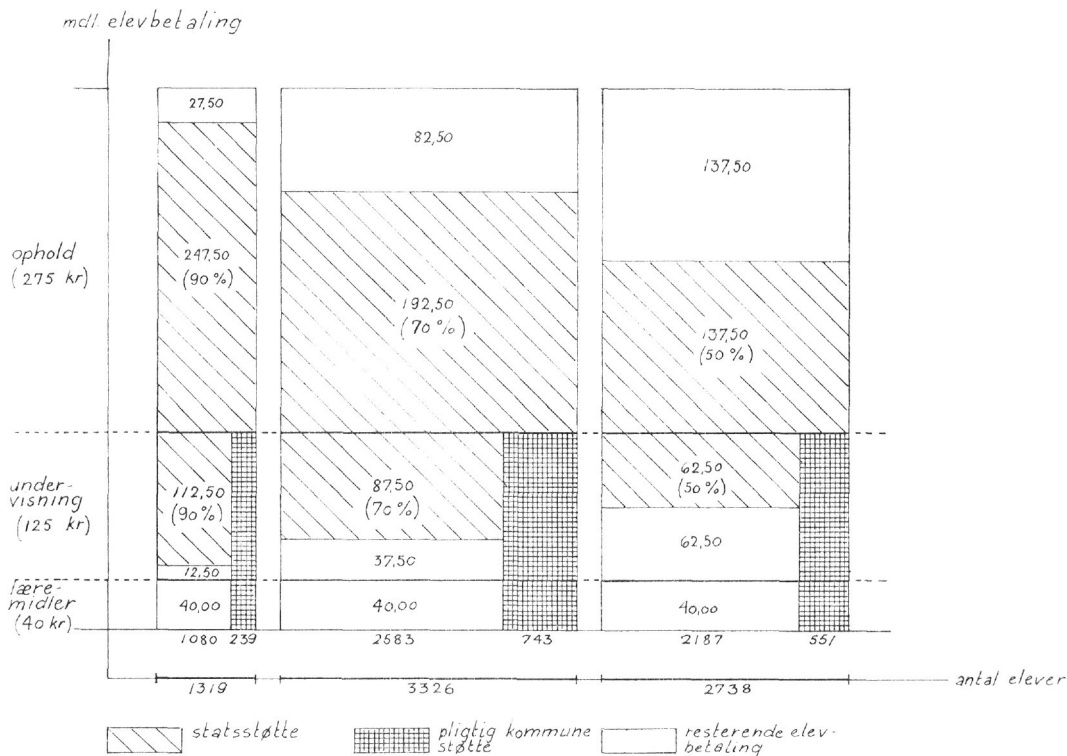 mdl. elevbetaling
27,50
82,50
137,50
ophold
(275 kr)
247,50
(90%)
192,50
(70%)
137,50
(50%)
under-
visning
(125 kr)
112,50
(90%)
87,50
(70%)
62,50
(50%)
12,50
37,50
62,50
lære-
midler
(40 kr)
40,00
40,00
40,00
1080 239
2583 743
2187 551
1319
3326
2738
antal elever
statsstøtte
pligtig kommune
støtte
resterende elev-
betaling